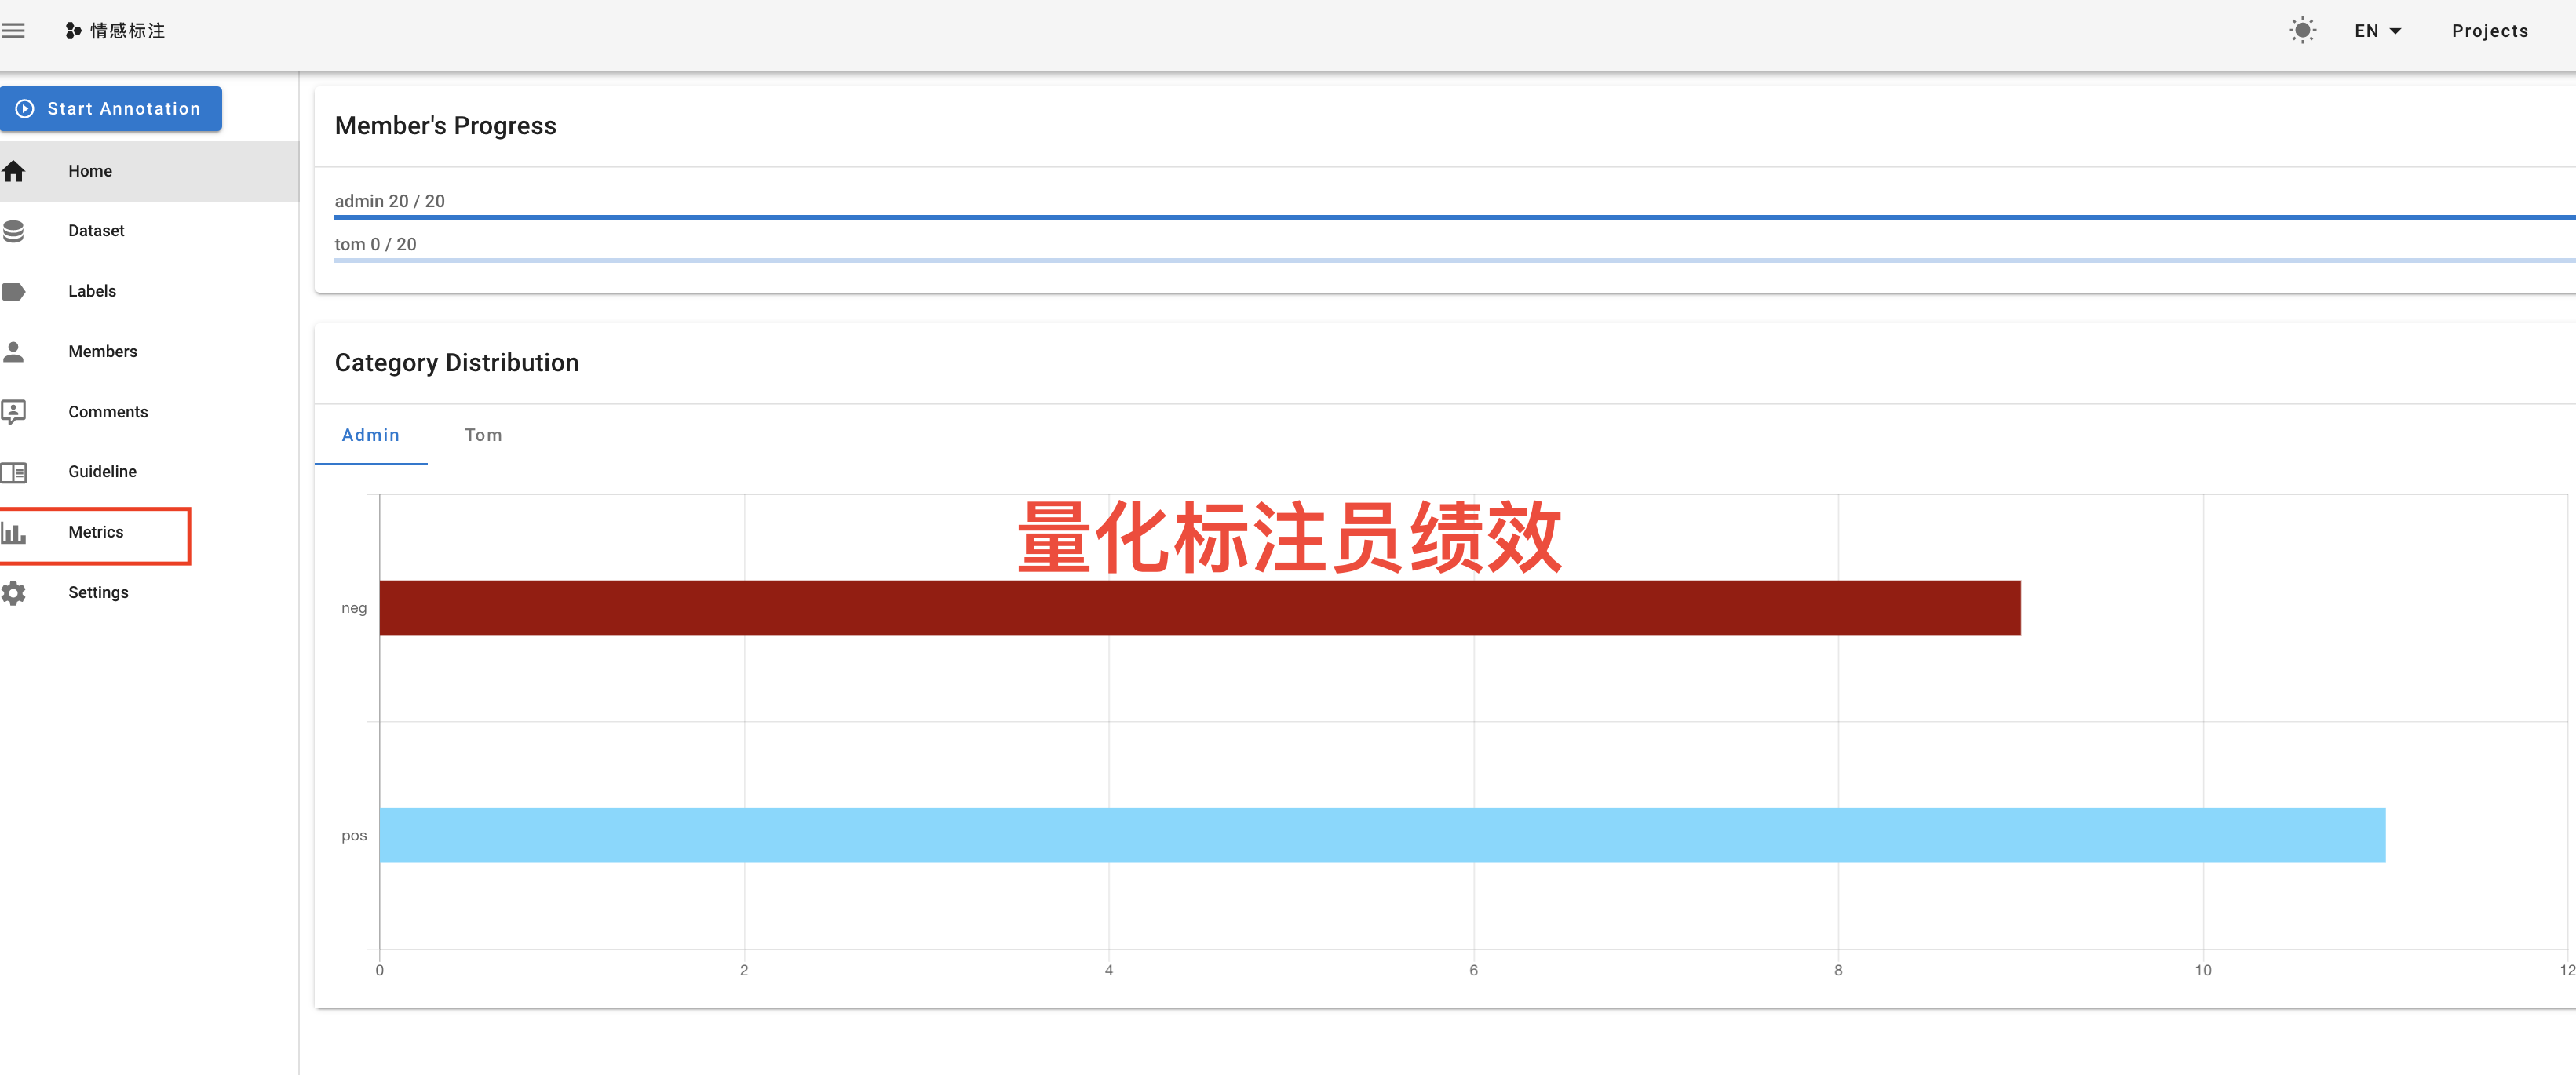 情感标注
EN
Projects
Start Annotation
Home
Dataset
Labels
Members
Comments
Guideline
Metrics
Settings
Member's Progress
admin 20 / 20
tom 0 / 20
Category Distribution
Admin Tom
量化标注员绩效
neg
pos
0 2 4 6 8 10 12